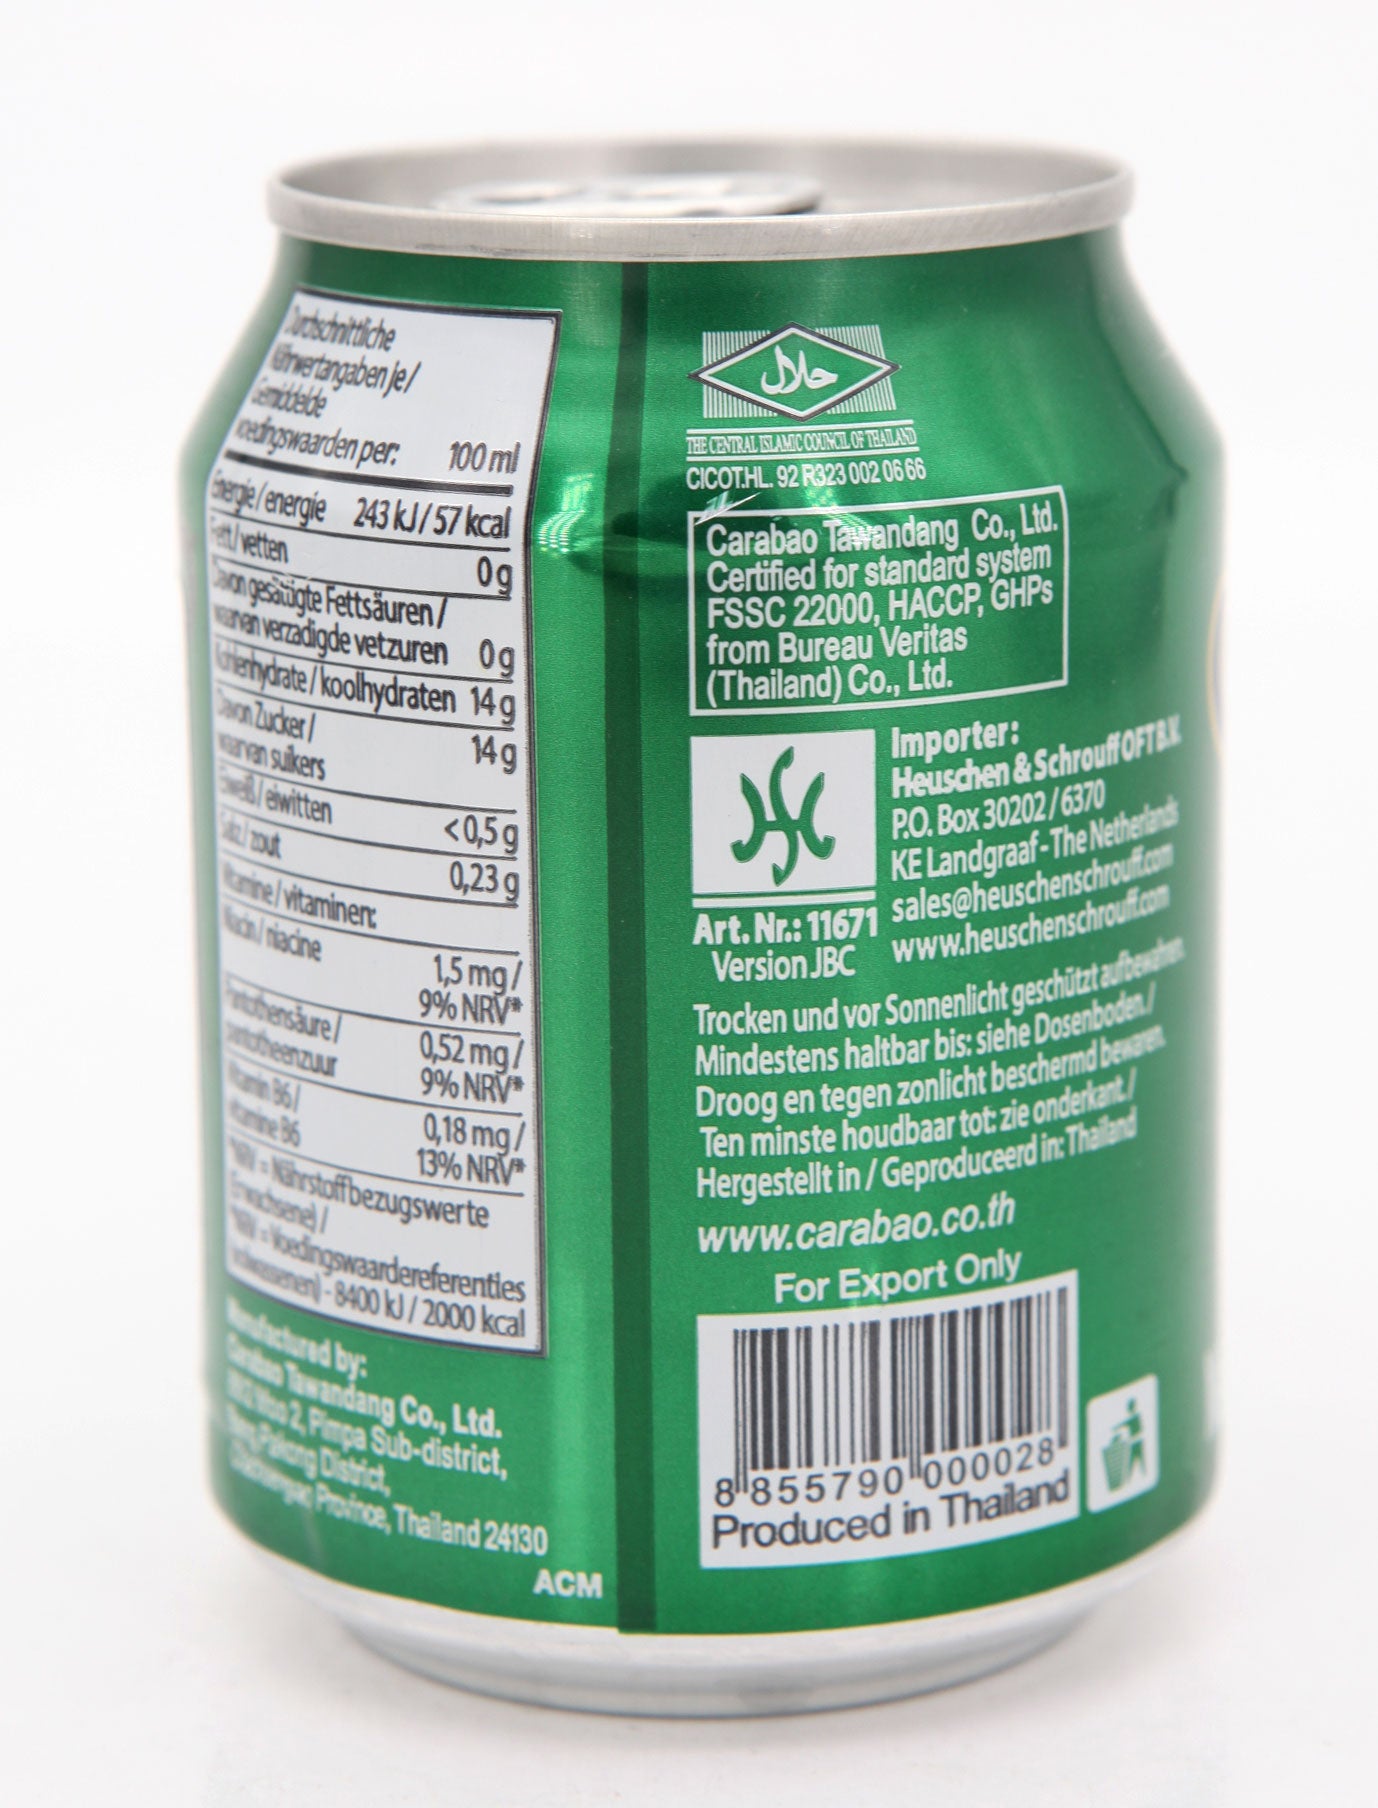 Durchschnittliche
Nährwertangaben je/
Gemiddelde
voedingswaarden per: 100 ml
Energie/energie 243 kJ/57 kcal
Fett/vetten 0 g
Davon gesätügte Fettsäuren/
waarvan verzadigde vetzuren 0 g
Kohlenhydrate/koolhydraten 14 g
Davon Zucker/ 14 g
waarvan suikers
Eiweiß/eiwitten <0,5 g
Salz/zout 0,23 g
Vitamine/vitaminen:
Niacin/niacine 1,5 mg/
9% NRV*
Pantothensäure/ 0,52 mg/
pantotheenzuur 9% NRV*
Vitamin B6/ 0,18 mg/
vitamine B6 13% NRV*
*NRV = Nährstoffbezugswerte
Erwachsene) /
*NRV = Voedingswaardereferenties
volwassenen) - 8400 kJ / 2000 kcal
Manufactured by:
Carabao Tawandang Co., Ltd.
Moo 2, Pimpa Sub-district,
Bang Pakong District,
Chachoengsao Province, Thailand 24130
ACM
حلال
THE CENTRAL ISLAMIC COUNCIL OF THAILAND
CICOT.HL. 92 R323 002 06 66
Carabao Tawandang Co., Ltd.
Certified for standard system
FSSC 22000, HACCP, GHPs
from Bureau Veritas
(Thailand) Co., Ltd.
Importer:
Heuschen & Schrouff OFT B.V.
P.O. Box 30202/6370
KE Landgraaf - The Netherlands
sales@heuschenschrouff.com
www.heuschenschrouff.com
Art. Nr.: 11671
Version JBC
Trocken und vor Sonnenlicht geschützt aufbewahren.
Mindestens haltbar bis: siehe Dosenboden./
Droog en tegen zonlicht beschermd bewaren.
Ten minste houdbaar tot: zie onderkant./
Hergestellt in / Geproduceerd in: Thailand
www.carabao.co.th
For Export Only
8 855790 000028
Produced in Thailand